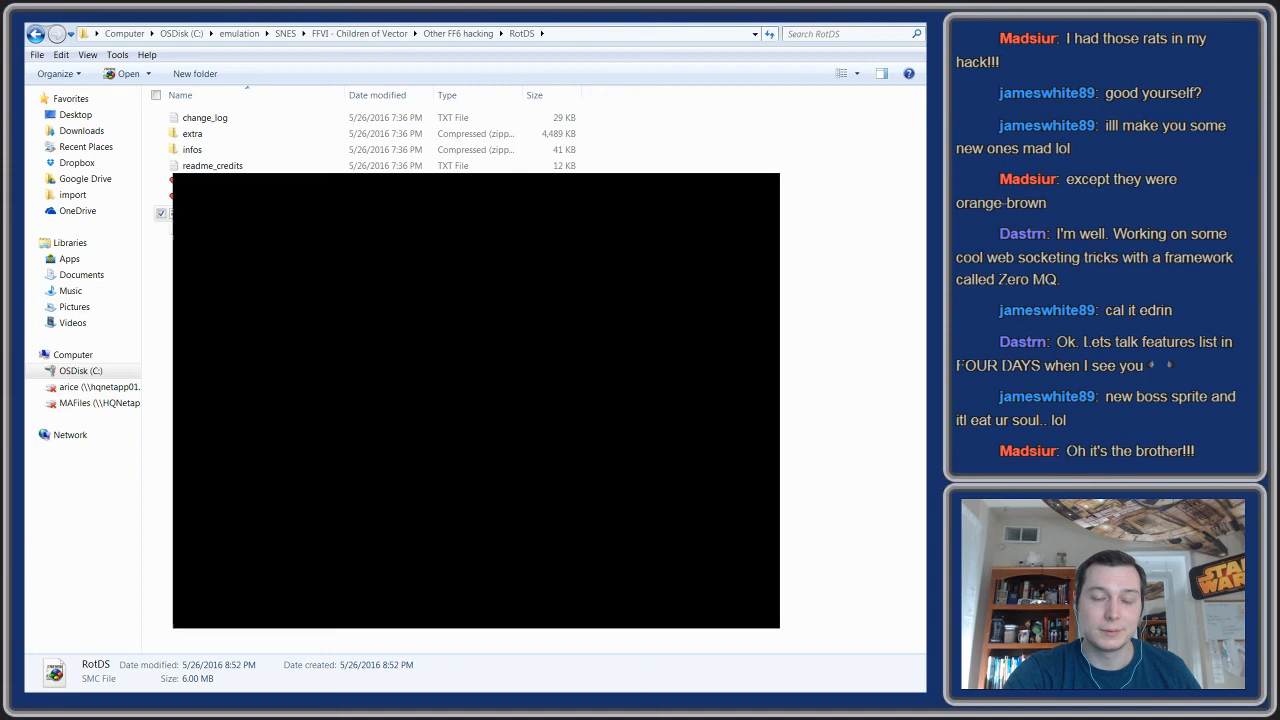 Computer OSDisk (C:) emulation SNES FFVI - Children of Vector Other FF6 hacking RotDS Search RotDS
File Edit View Tools Help
Organize Open New folder
Name Date modified Type Size
Favorites
Desktop
Downloads
Recent Places
Dropbox
Google Drive
import
OneDrive
Libraries
Apps
Documents
Music
Pictures
Videos
Computer
OSDisk (C:)
arice (\\hqnetapp01.
MAFiles (\\HQNetap
Network
change_log 5/26/2016 7:36 PM TXT File 29 KB
extra 5/26/2016 7:36 PM Compressed (zipp... 4,489 KB
infos 5/26/2016 7:36 PM Compressed (zipp... 41 KB
readme_credits 5/26/2016 7:36 PM TXT File 12 KB
RotDS Date modified: 5/26/2016 8:52 PM Date created: 5/26/2016 8:52 PM
SMC File Size: 6.00 MB
Madsiur: I had those rats in my
hack!!!
jameswhite89: good yourself?
jameswhite89: illl make you some
new ones mad lol
Madsiur: except they were
orange-brown
Dastrn: I'm well. Working on some
cool web socketing tricks with a framework
called Zero MQ.
jameswhite89: cal it edrin
Dastrn: Ok. Lets talk features list in
FOUR DAYS when I see you
jameswhite89: new boss sprite and
itl eat ur soul.. lol
Madsiur: Oh it's the brother!!!
STAR
WARS